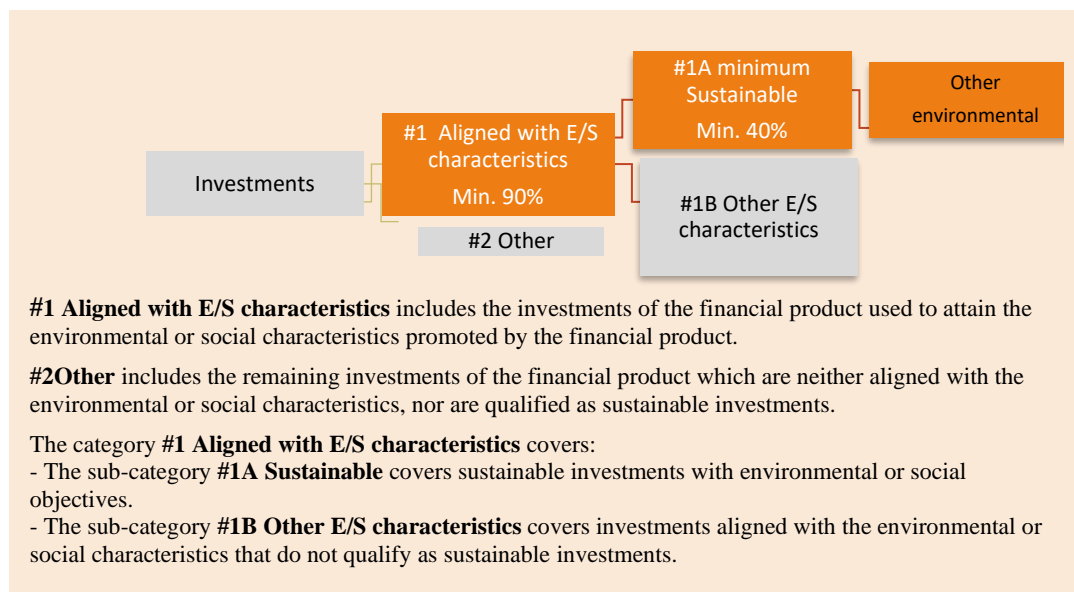 #1A minimum
Sustainable
Min. 40%
Other
environmental
#1 Aligned with E/S
characteristics
Min. 90%
Investments
#1B Other E/S
characteristics
#2 Other
#1 Aligned with E/S characteristics includes the investments of the financial product used to attain the
environmental or social characteristics promoted by the financial product.
#2Other includes the remaining investments of the financial product which are neither aligned with the
environmental or social characteristics, nor are qualified as sustainable investments.
The category #1 Aligned with E/S characteristics covers:
- The sub-category #1A Sustainable covers sustainable investments with environmental or social
objectives.
- The sub-category #1B Other E/S characteristics covers investments aligned with the environmental or
social characteristics that do not qualify as sustainable investments.